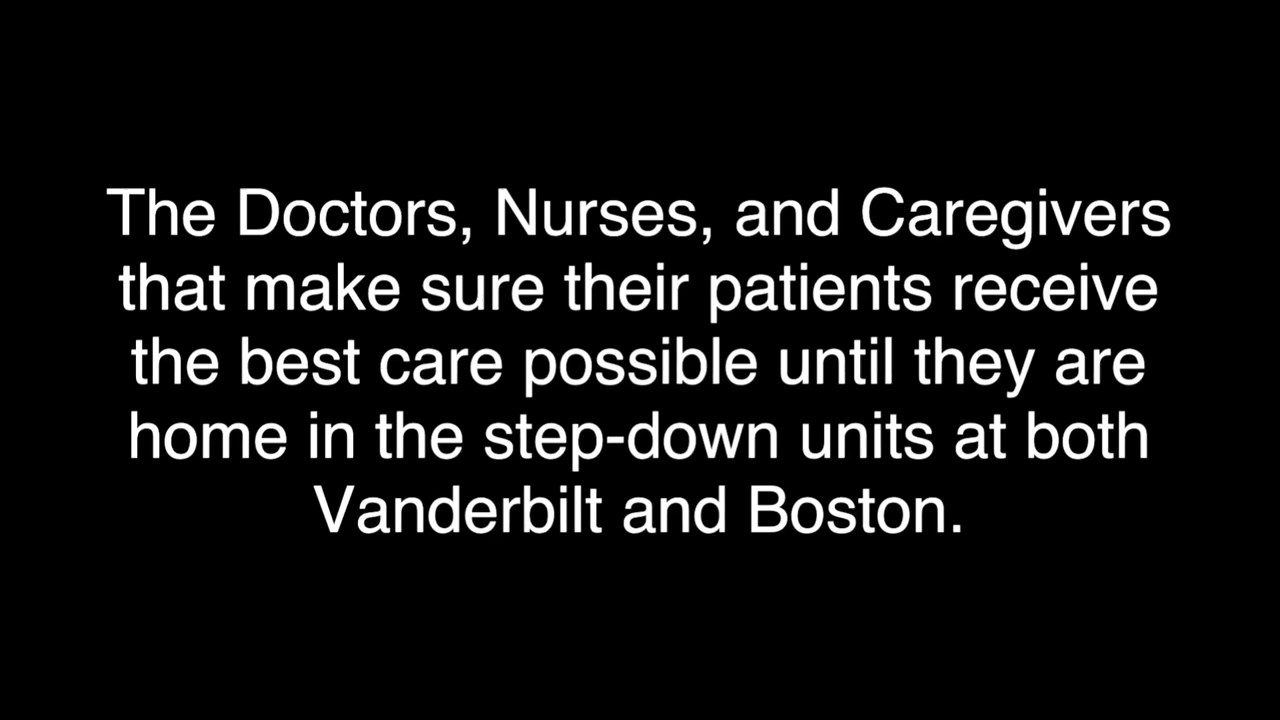 The Doctors, Nurses, and Caregivers
that make sure their patients receive
the best care possible until they are
home in the step-down units at both
Vanderbilt and Boston.